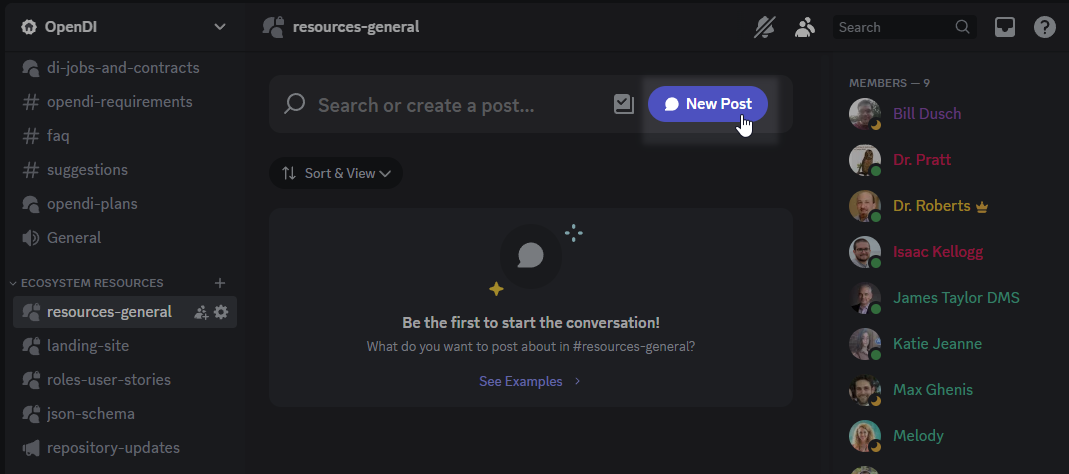 OpenDI
di-jobs-and-contracts
opendi-requirements
faq
suggestions
opendi-plans
General
ECOSYSTEM RESOURCES
resources-general
landing-site
roles-user-stories
json-schema
repository-updates
resources-general
Search
Search or create a post...
New Post
Sort & View
Be the first to start the conversation!
What do you want to post about in #resources-general?
See Examples
MEMBERS — 9
Bill Dusch
Dr. Pratt
Dr. Roberts
Isaac Kellogg
James Taylor DMS
Katie Jeanne
Max Ghenis
Melody